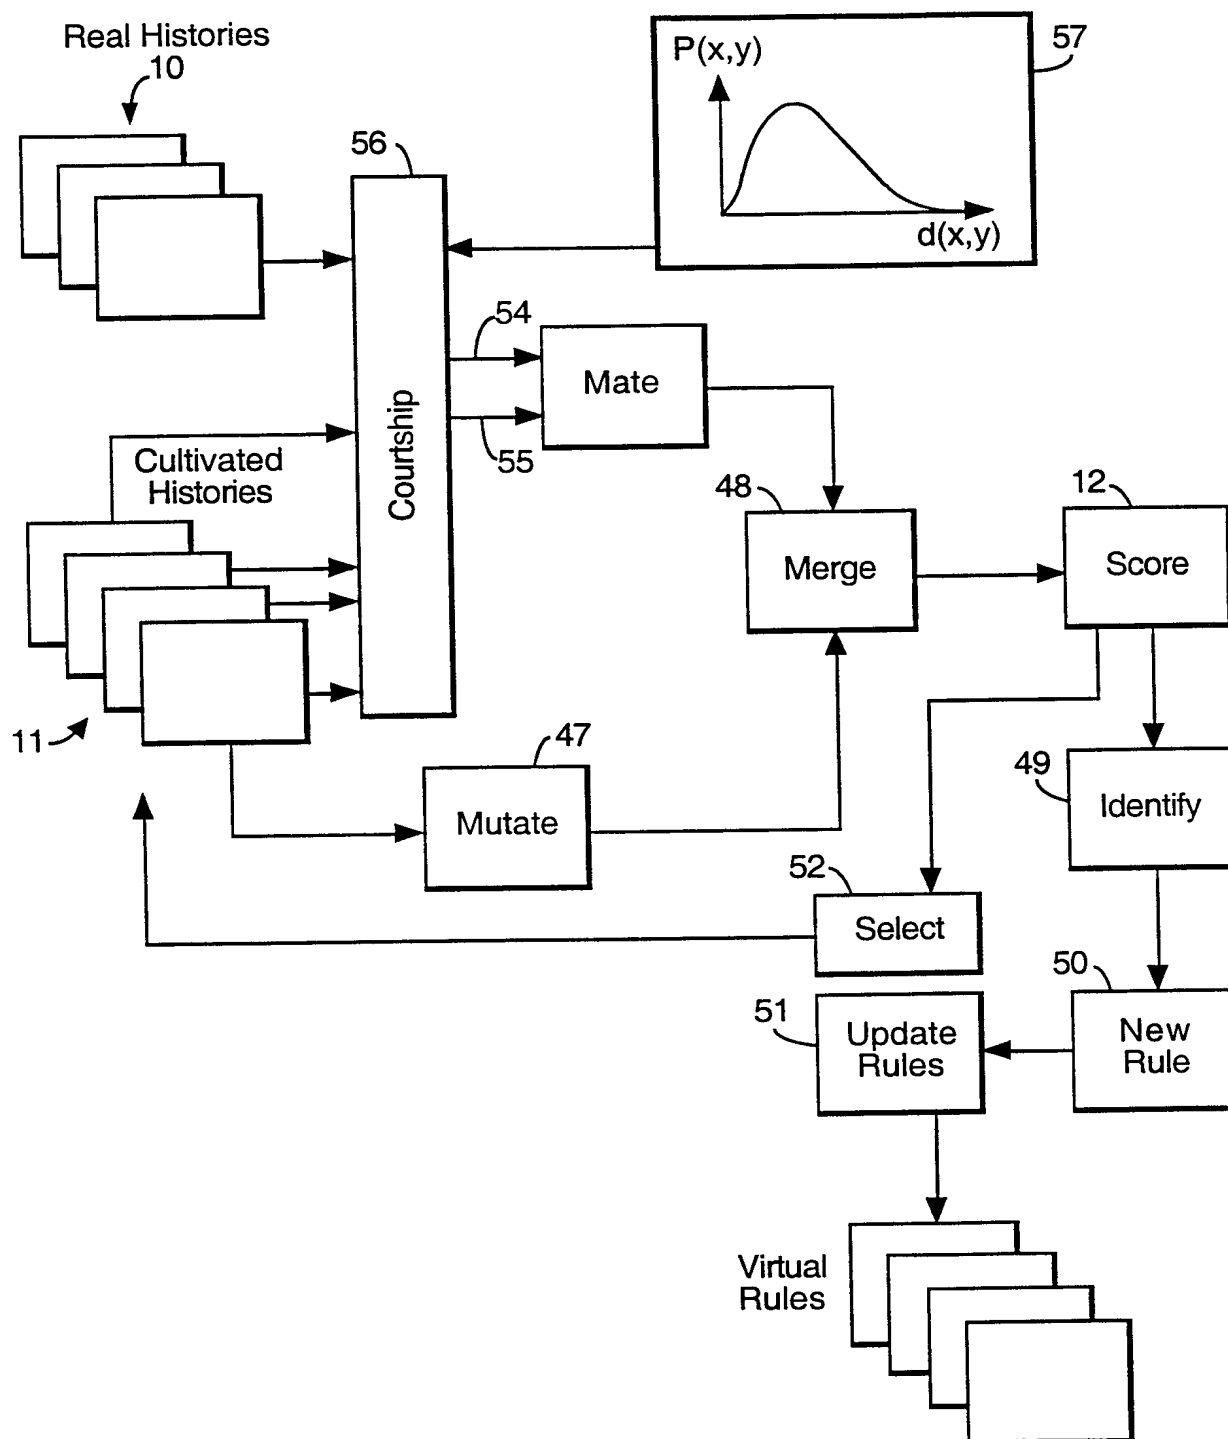 Real Histories
10
57
P(x,y)
d(x,y)
56
54
Mate
55
Courtship
Cultivated
Histories
48
12
Merge
Score
11
47
Mutate
49
Identify
52
Select
50
51
New
Rule
Update
Rules
Virtual
Rules